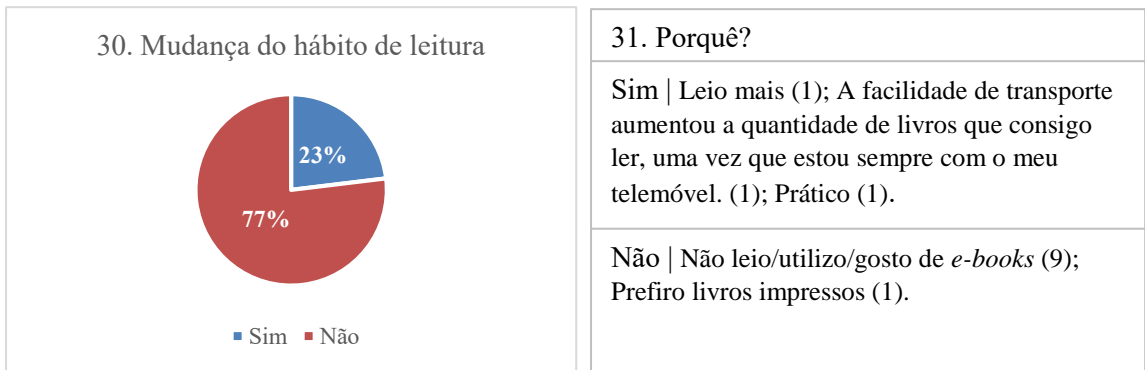 30. Mudança do hábito de leitura
23%
77%
Sim Não
31. Porquê?
Sim | Leio mais (1); A facilidade de transporte
aumentou a quantidade de livros que consigo
ler, uma vez que estou sempre com o meu
telemóvel. (1); Prático (1).
Não | Não leio/utilizo/gosto de e-books (9);
Prefiro livros impressos (1).